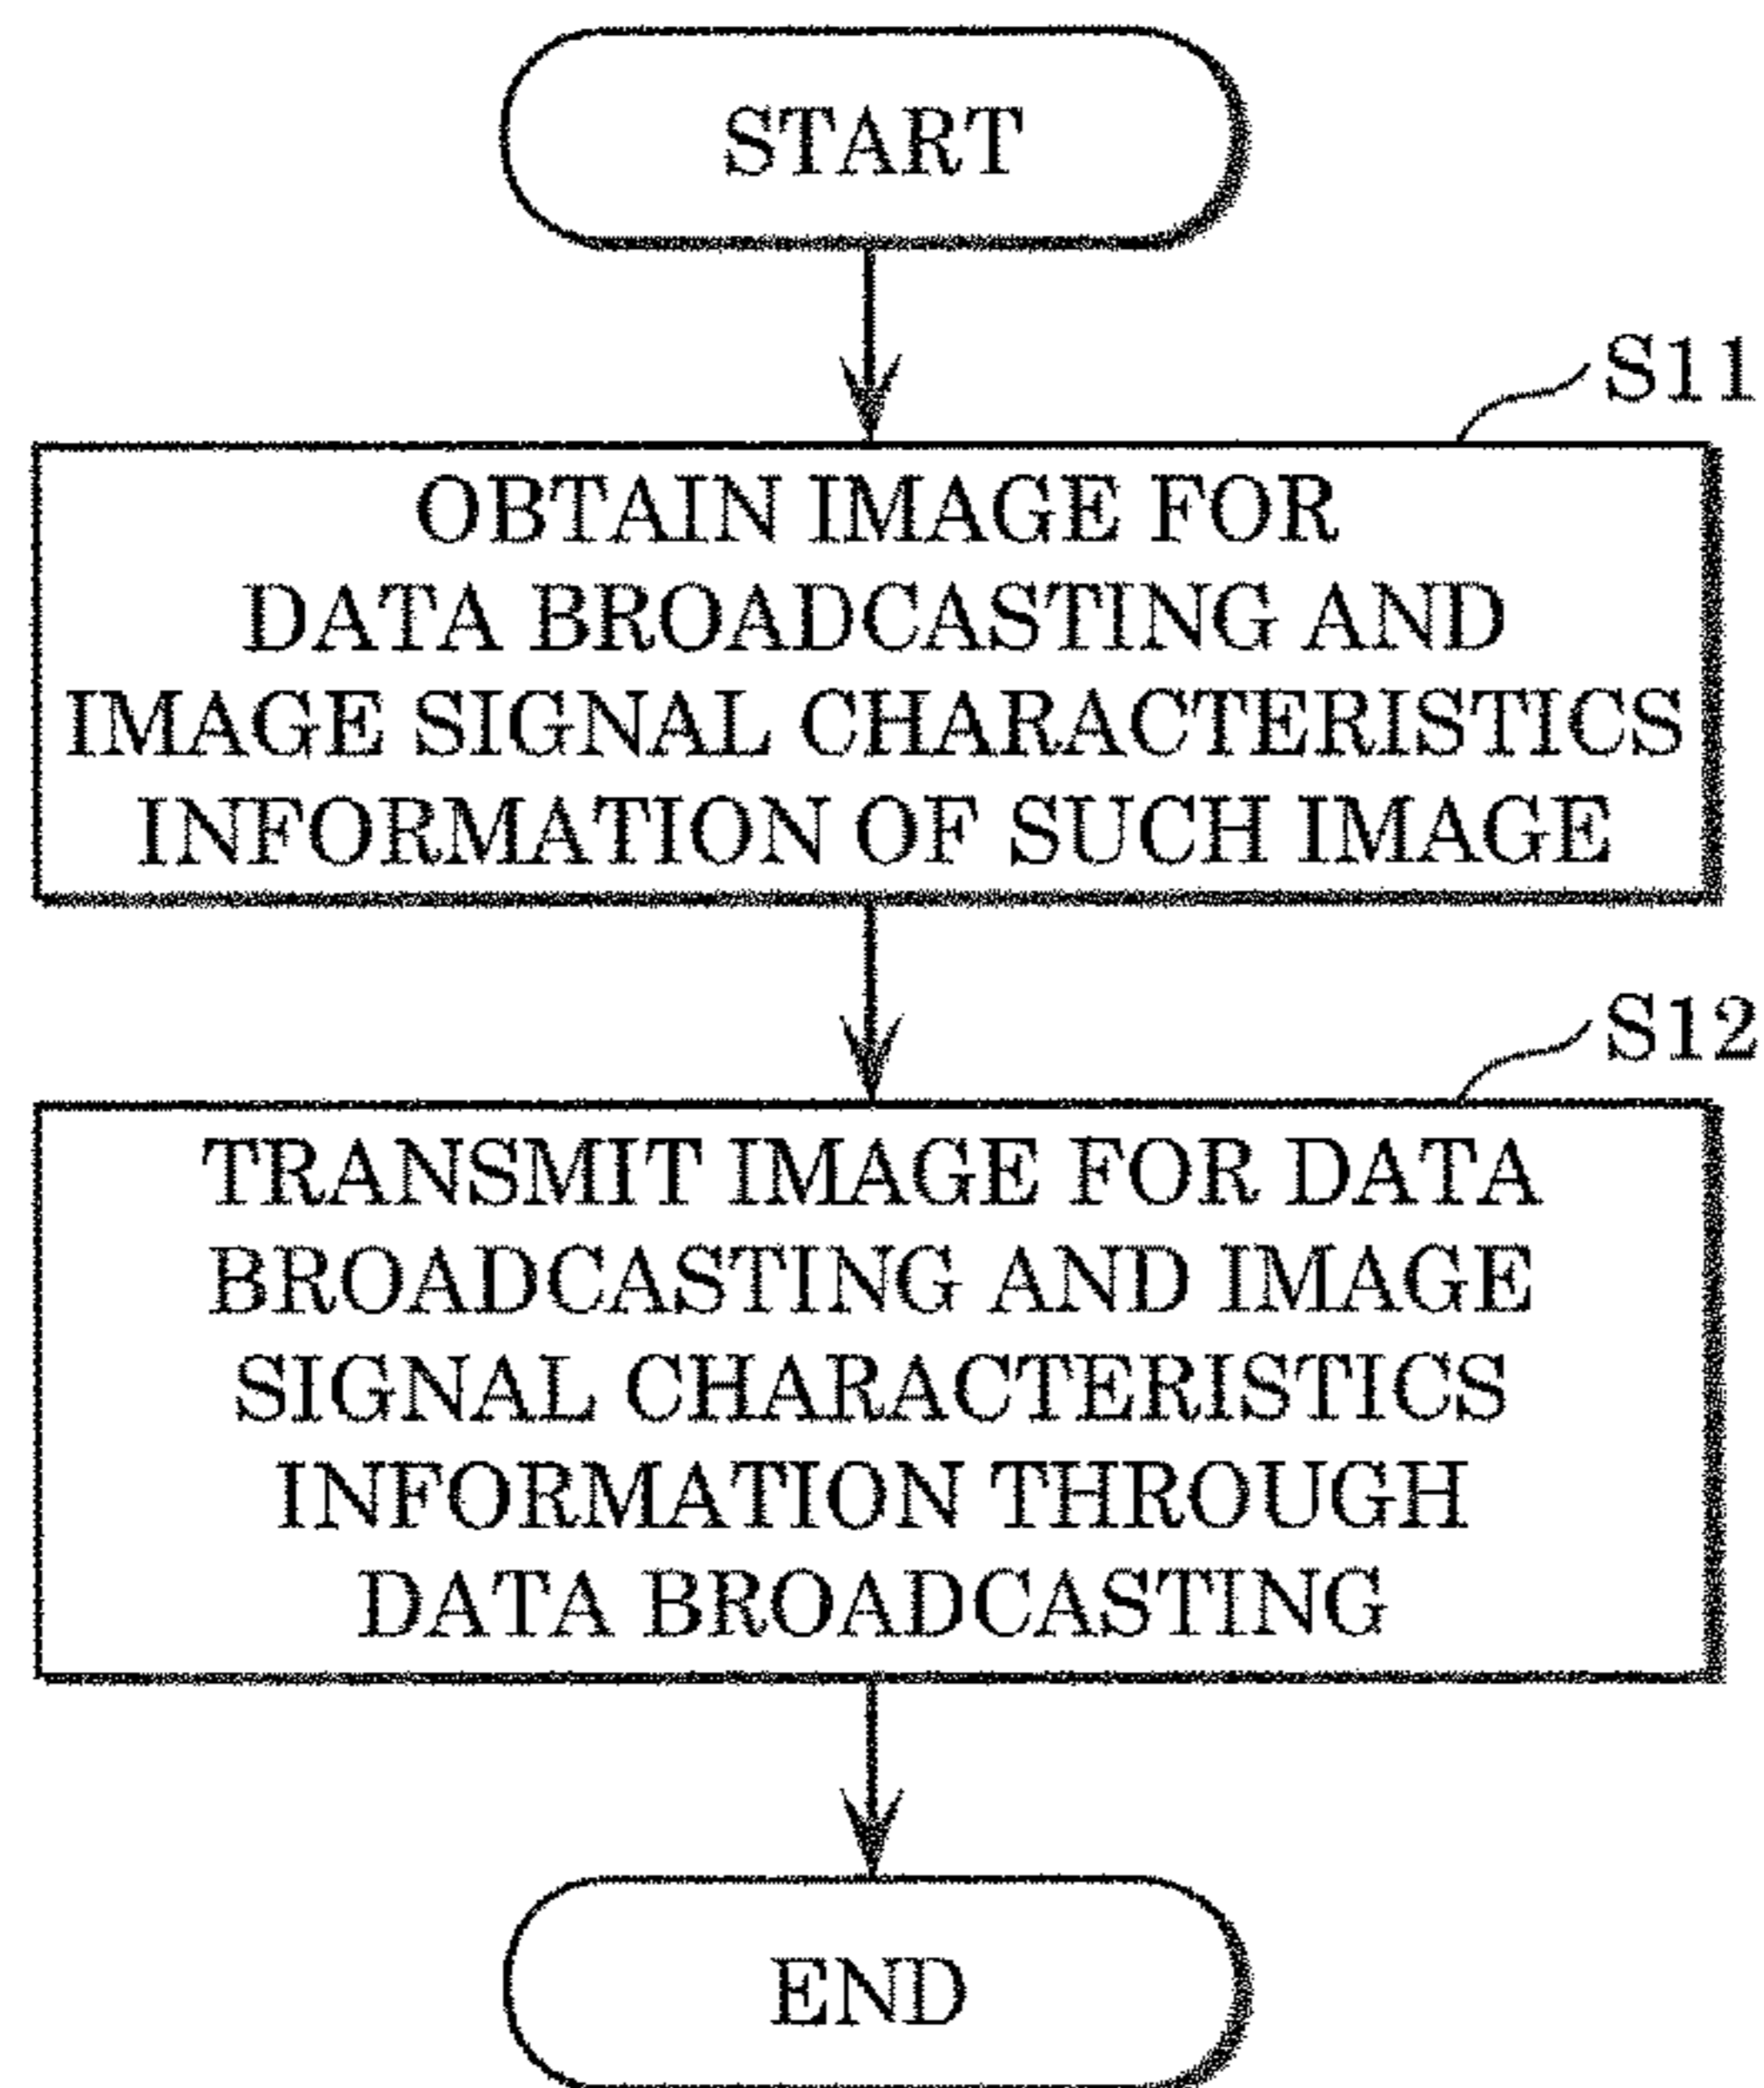 START
S11
OBTAIN IMAGE FOR
DATA BROADCASTING AND
IMAGE SIGNAL CHARACTERISTICS
INFORMATION OF SUCH IMAGE
S12
TRANSMIT IMAGE FOR DATA
BROADCASTING AND IMAGE
SIGNAL CHARACTERISTICS
INFORMATION THROUGH
DATA BROADCASTING
END